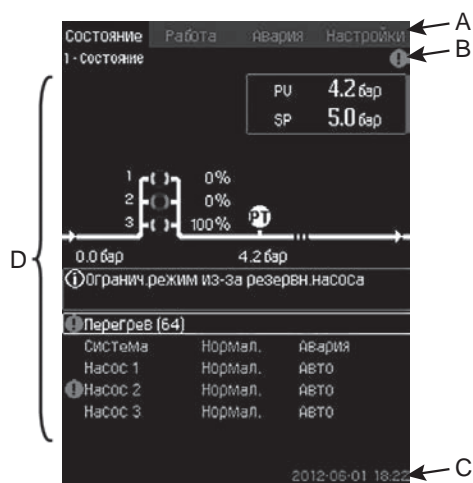 Состояние Работа Авария Настройки A
1 - Состояние B
PV 4.2 бар
SP 5.0 бар
1 0%
2 0%
3 100% PT
D
0.0 бар 4.2 бар
Огранич.режим из-за резервн.насоса
Перегрев (64)
Система Нормал. Авария
Насос 1 Нормал. Авто
Насос 2 Нормал. Авто
Насос 3 Нормал. Авто
2012-06-01 18:22 C